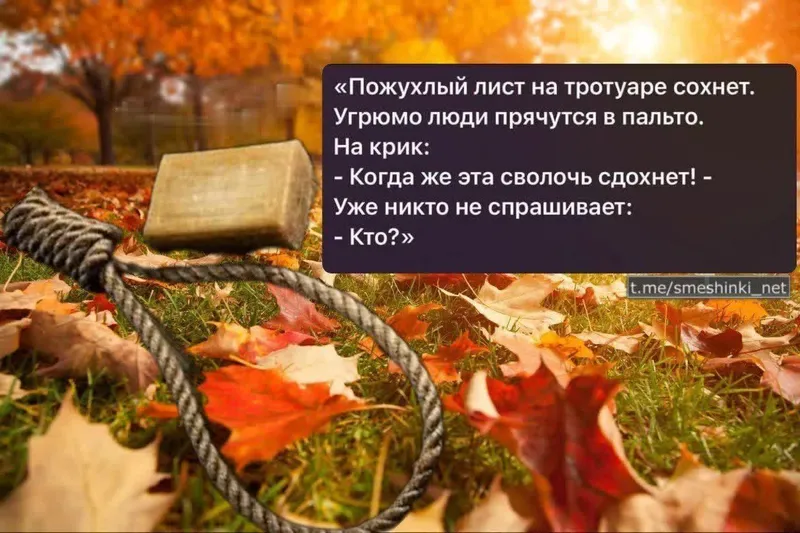 «Пожухлый лист на тротуаре сохнет.
Угрюмо люди прячутся в пальто.
На крик:
- Когда же эта сволочь сдохнет! -
Уже никто не спрашивает:
- Кто?»
t.me/smeshinki_net